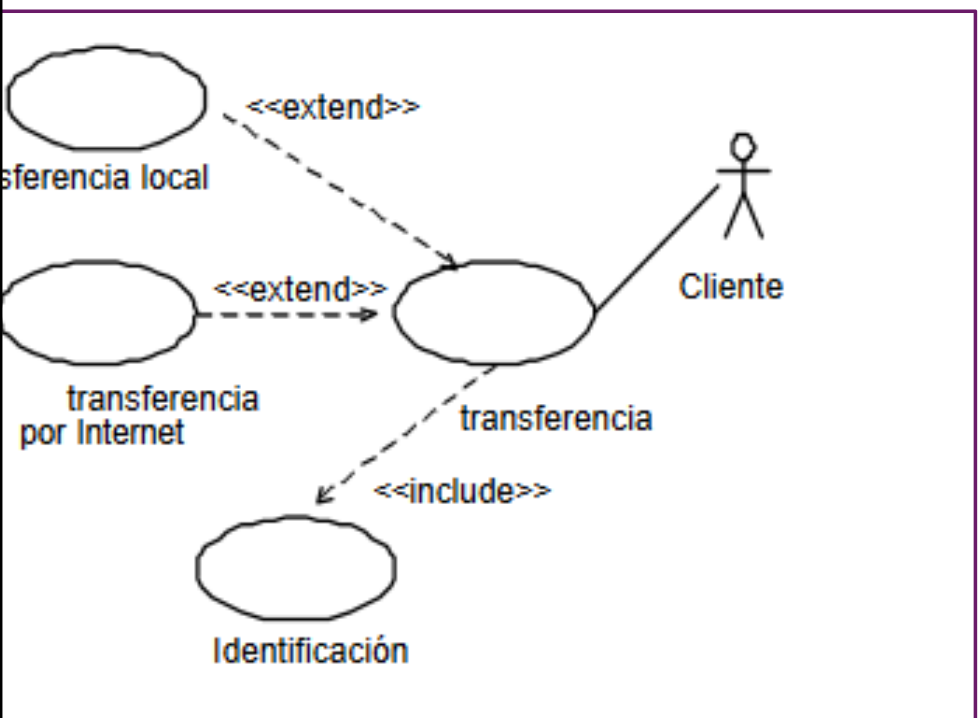 <<extend>>
sferencia local
<<extend>>
Cliente
transferencia
por Internet
transferencia
<<include>>
Identificación